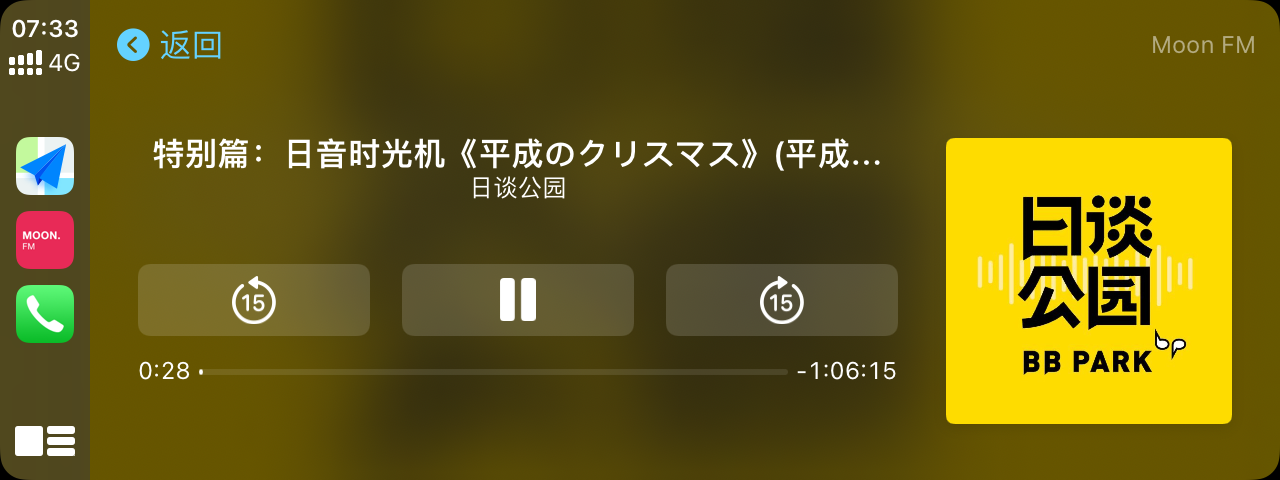 07:33
4G
返回
Moon FM
特别篇：日音时光机《平成のクリスマス》(平成...
日谈公园
15
15
0:28
-1:06:15
MOON.
FM
日谈
公园
BB PARK
bp